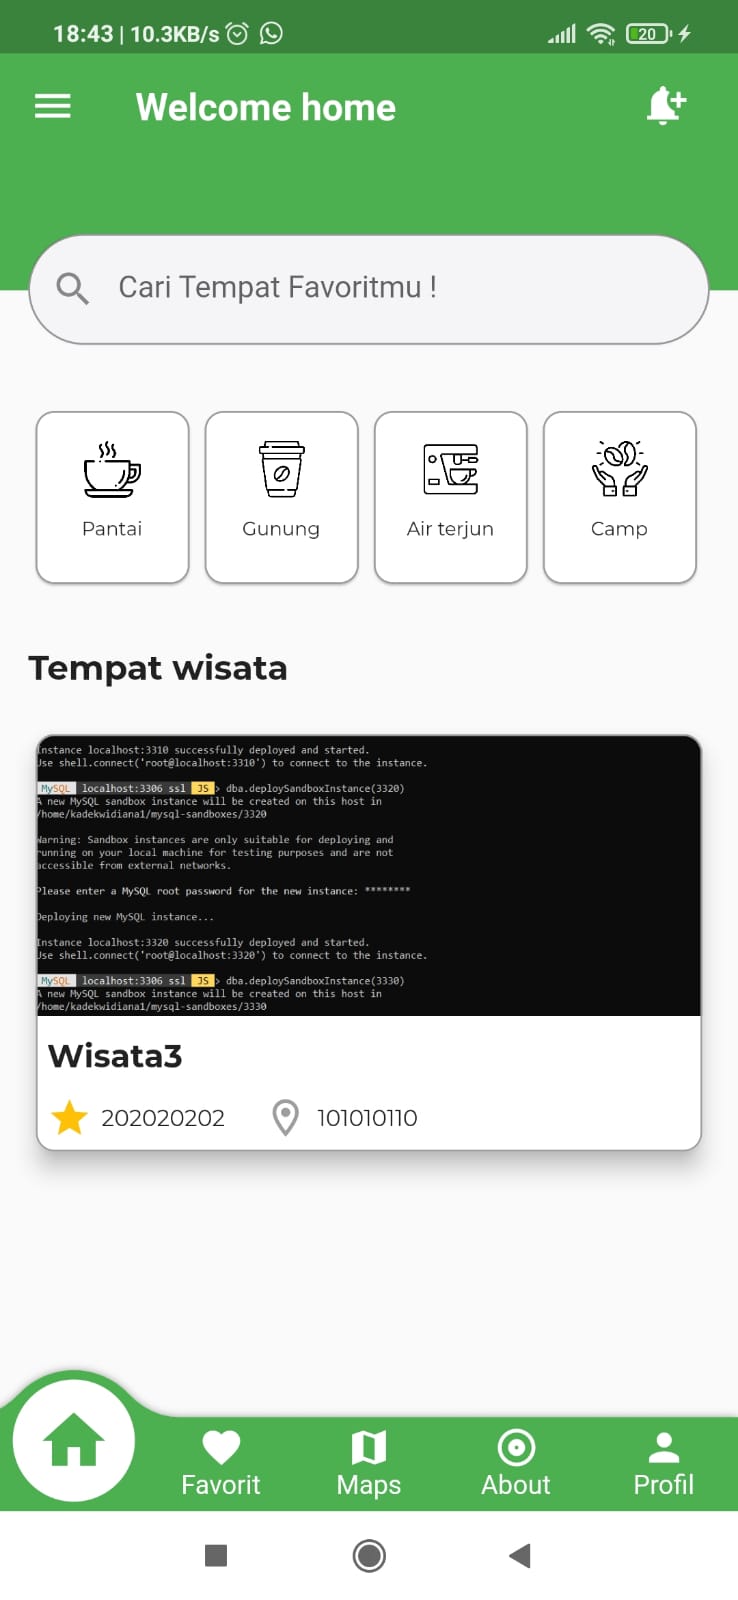 18:43 | 10.3KB/s
20
Welcome home
Cari Tempat Favoritmu !
Pantai
Gunung
Air terjun
Camp
Tempat wisata
Instance localhost:3310 successfully deployed and started.
Use shell.connect('root@localhost:3310') to connect to the instance.
MySQL localhost:3306 ssl JS > dba.deploySandboxInstance(3320)
A new MySQL sandbox instance will be created on this host in
/home/kadekwidiana1/mysql-sandboxes/3320
Warning: Sandbox instances are only suitable for deploying and
running on your local machine for testing purposes and are not
accessible from external networks.
Please enter a MySQL root password for the new instance: ********
Deploying new MySQL instance...
Instance localhost:3320 successfully deployed and started.
Use shell.connect('root@localhost:3320') to connect to the instance.
MySQL localhost:3306 ssl JS > dba.deploySandboxInstance(3330)
A new MySQL sandbox instance will be created on this host in
/home/kadekwidiana1/mysql-sandboxes/3330
Wisata3
202020202
101010110
Favorit
Maps
About
Profil